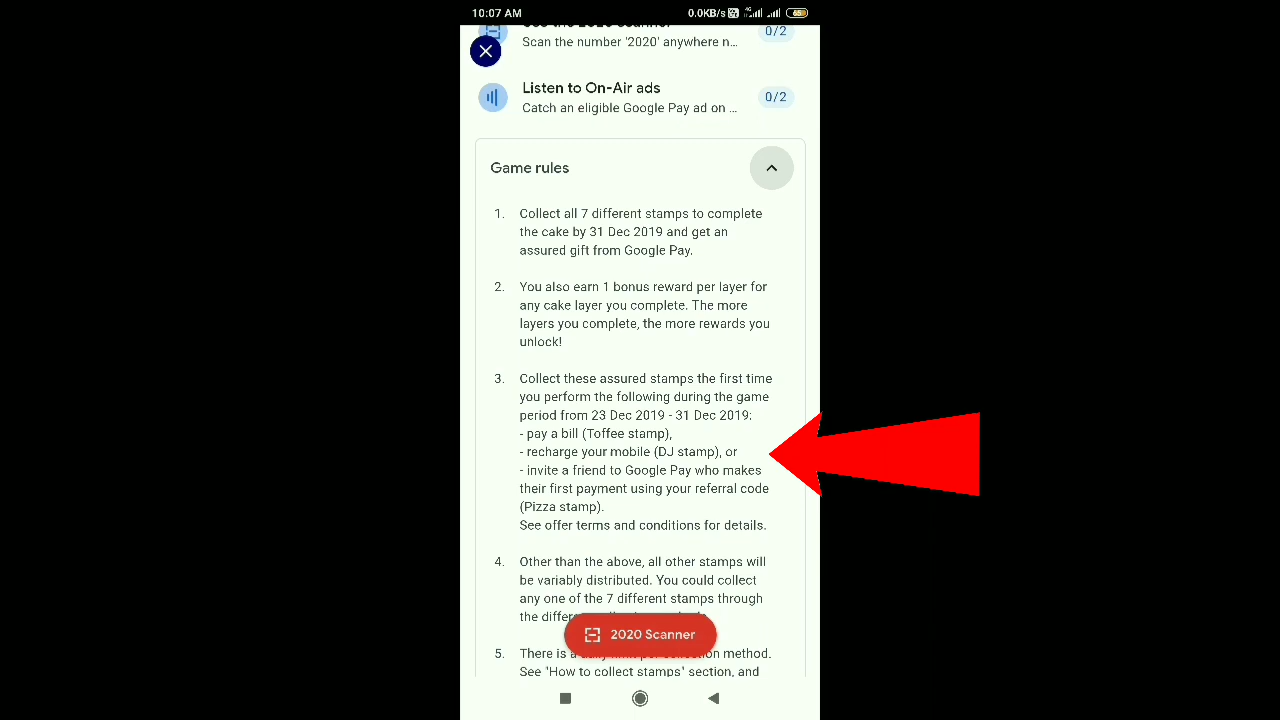 10:07 AM 0.0KB/s 4G 65
0/2
Scan the number '2020' anywhere n...
Listen to On-Air ads
0/2
Catch an eligible Google Pay ad on ...
Game rules
1. Collect all 7 different stamps to complete
the cake by 31 Dec 2019 and get an
assured gift from Google Pay.
2. You also earn 1 bonus reward per layer for
any cake layer you complete. The more
layers you complete, the more rewards you
unlock!
3. Collect these assured stamps the first time
you perform the following during the game
period from 23 Dec 2019 - 31 Dec 2019:
- pay a bill (Toffee stamp),
- recharge your mobile (DJ stamp), or
- invite a friend to Google Pay who makes
their first payment using your referral code
(Pizza stamp).
See offer terms and conditions for details.
4. Other than the above, all other stamps will
be variably distributed. You could collect
any one of the 7 different stamps through
the
2020 Scanner
5. There is a method.
See "How to collect stamps" section, and